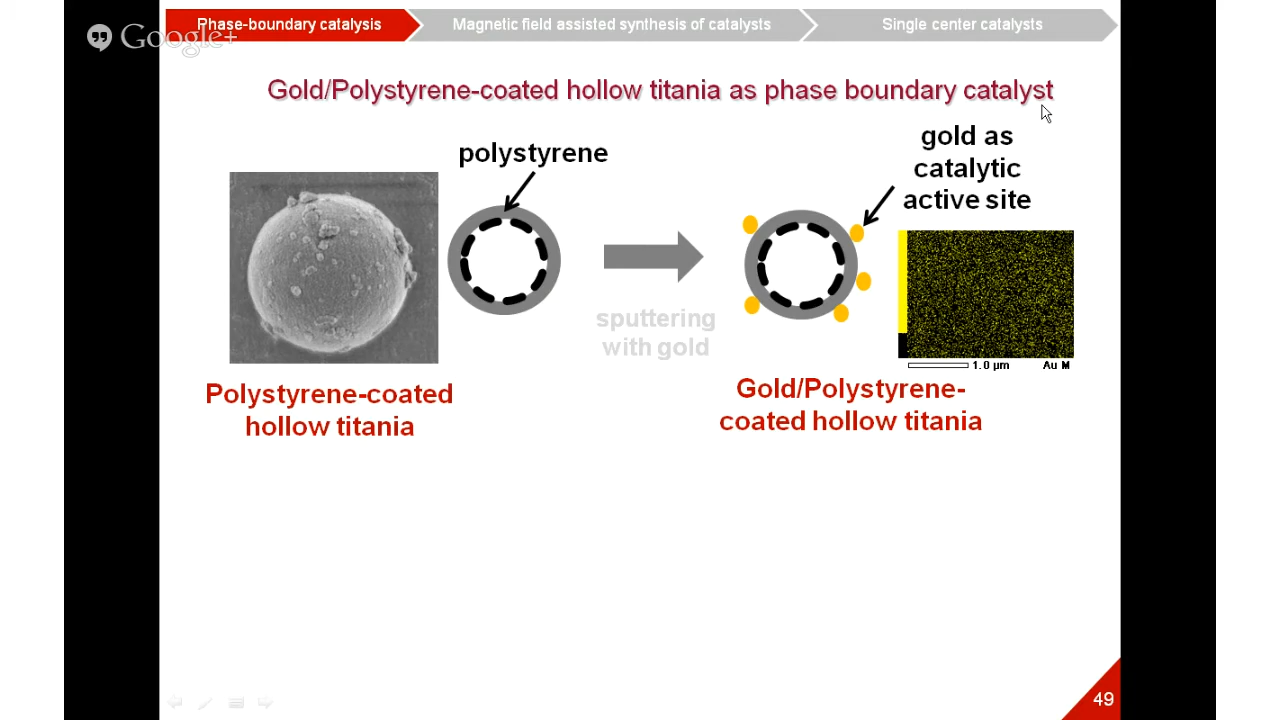 Phase-boundary catalysis
Magnetic field assisted synthesis of catalysts
Single center catalysts
Google+
Gold/Polystyrene-coated hollow titania as phase boundary catalyst
polystyrene
gold as
catalytic
active site
sputtering
with gold
1.0 µm
Au M
Polystyrene-coated
hollow titania
Gold/Polystyrene-
coated hollow titania
49